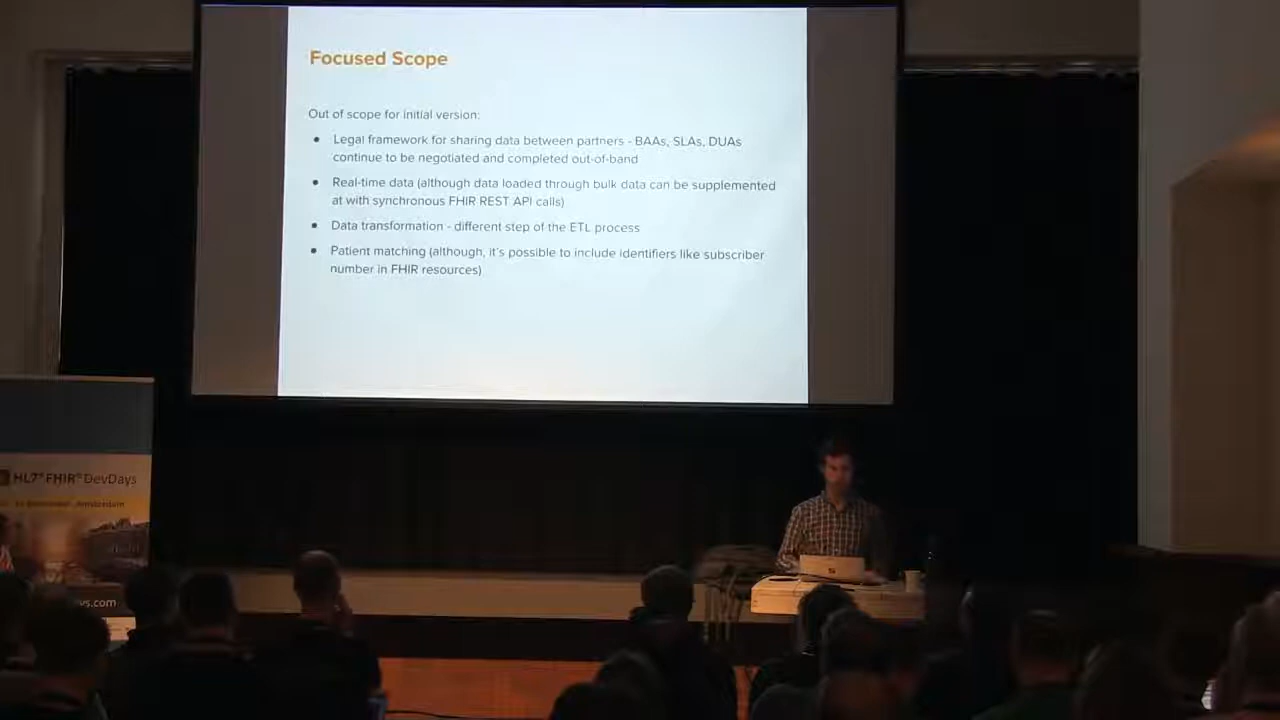 Focused Scope
Out of scope for initial version:
• Legal framework for sharing data between partners - BAAs, SLAs, DUAs
continue to be negotiated and completed out-of-band
• Real-time data (although data loaded through bulk data can be supplemented
at with synchronous FHIR REST API calls)
• Data transformation - different step of the ETL process
• Patient matching (although, it's possible to include identifiers like subscriber
number in FHIR resources)
HL7® FHIR® DevDays
Amsterdam
ys.com